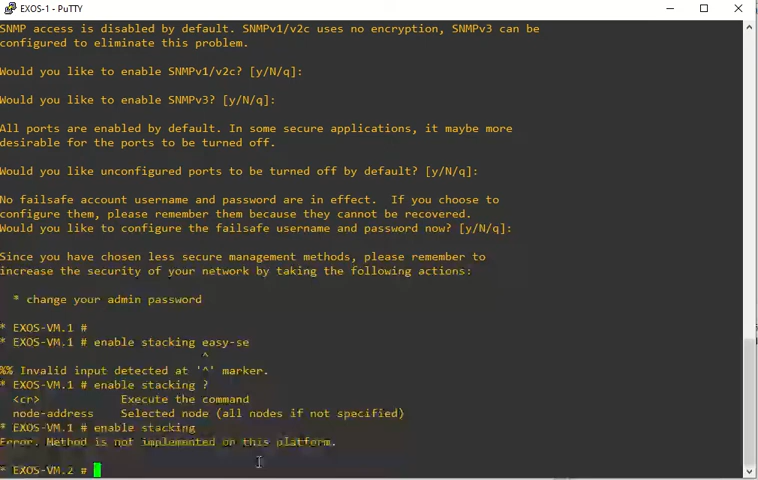 EXOS-1 - PuTTY
SNMP access is disabled by default. SNMPv1/v2c uses no encryption, SNMPv3 can be
configured to eliminate this problem.
Would you like to enable SNMPv1/v2c? [y/N/q]:
Would you like to enable SNMPv3? [y/N/q]:
All ports are enabled by default. In some secure applications, it maybe more
desirable for the ports to be turned off.
Would you like unconfigured ports to be turned off by default? [y/N/q]:
No failsafe account username and password are in effect.  If you choose to
configure them, please remember them because they cannot be recovered.
Would you like to configure the failsafe username and password now? [y/N/q]:
Since you have chosen less secure management methods, please remember to
increase the security of your network by taking the following actions:
* change your admin password
* EXOS-VM.1 #
* EXOS-VM.1 # enable stacking easy-se
^
%% Invalid input detected at '^' marker.
* EXOS-VM.1 # enable stacking ?
<cr>            Execute the command
node-address    Selected node (all nodes if not specified)
* EXOS-VM.1 # enable stacking
Error. Method is not implemented on this platform.
* EXOS-VM.2 #